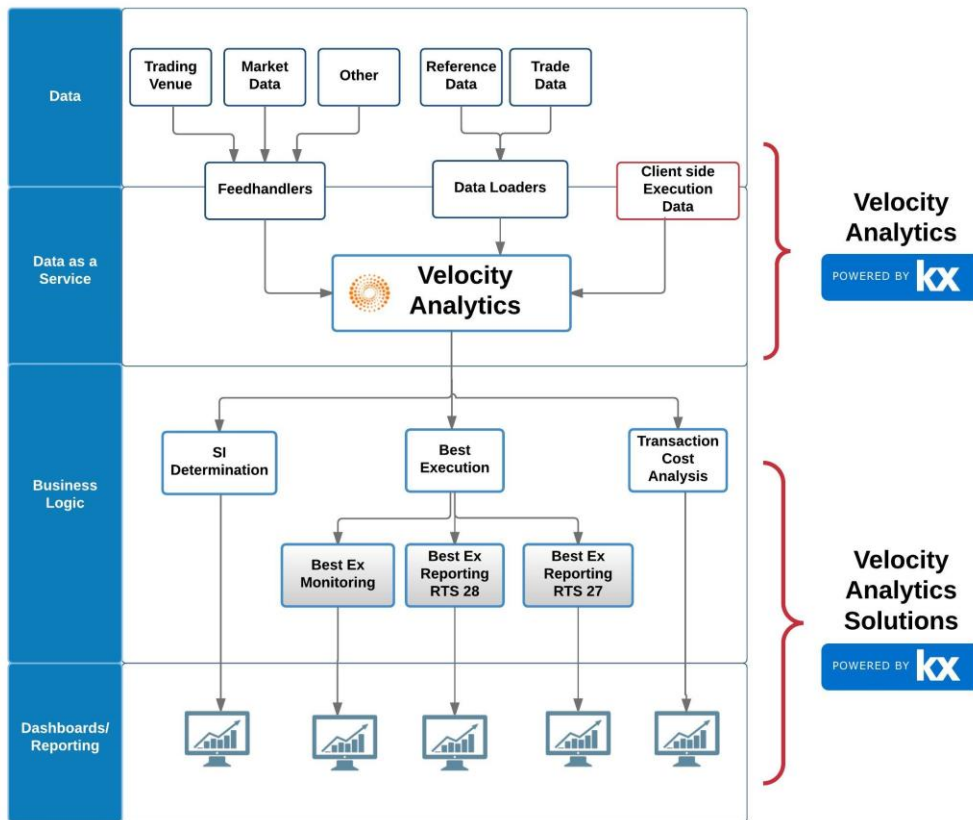 Data
Trading
Venue
Market
Data
Other
Reference
Data
Trade
Data
Feedhandlers
Data Loaders
Client side
Execution
Data
Data as a
Service
Velocity
Analytics
Velocity
Analytics
POWERED BY kx
Business
Logic
SI
Determination
Best
Execution
Transaction
Cost
Analysis
Best Ex
Monitoring
Best Ex
Reporting
RTS 28
Best Ex
Reporting
RTS 27
Velocity
Analytics
Solutions
POWERED BY kx
Dashboards/
Reporting